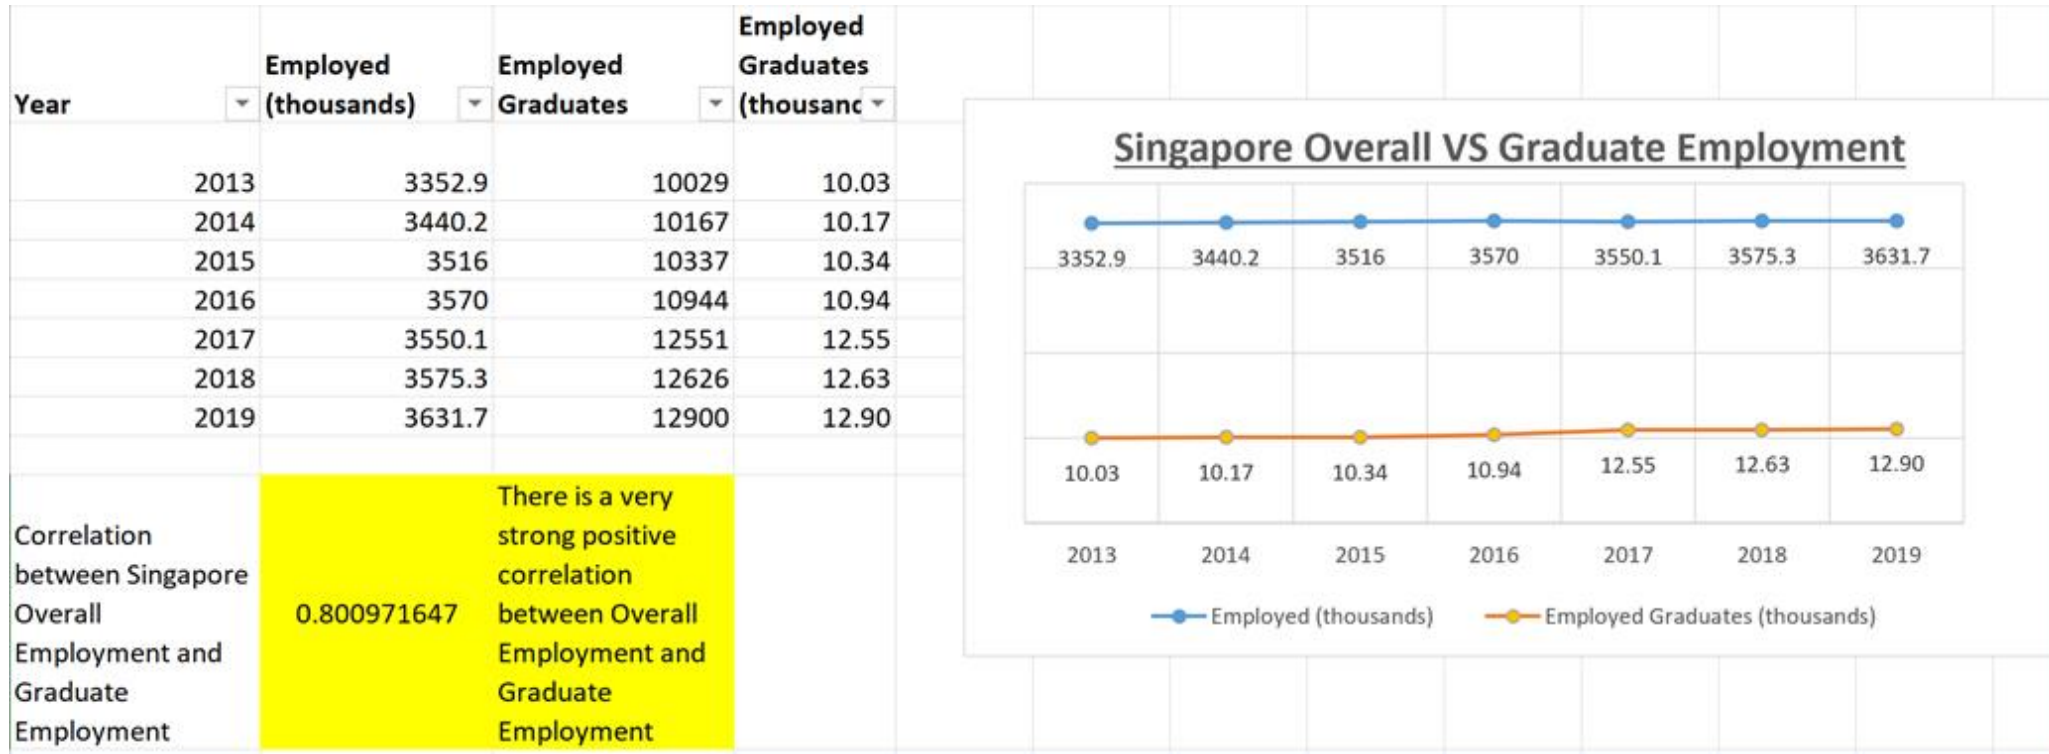 Year
Employed
(thousands)
Employed
Graduates
Employed
Graduates
(thousanc
2013 3352.9 10029 10.03
2014 3440.2 10167 10.17
2015 3516 10337 10.34
2016 3570 10944 10.94
2017 3550.1 12551 12.55
2018 3575.3 12626 12.63
2019 3631.7 12900 12.90
Correlation
between Singapore
Overall
Employment and
Graduate
Employment
0.800971647
There is a very
strong positive
correlation
between Overall
Employment and
Graduate
Employment
Singapore Overall VS Graduate Employment
3352.9 3440.2 3516 3570 3550.1 3575.3 3631.7
10.03 10.17 10.34 10.94 12.55 12.63 12.90
2013 2014 2015 2016 2017 2018 2019
Employed (thousands) Employed Graduates (thousands)